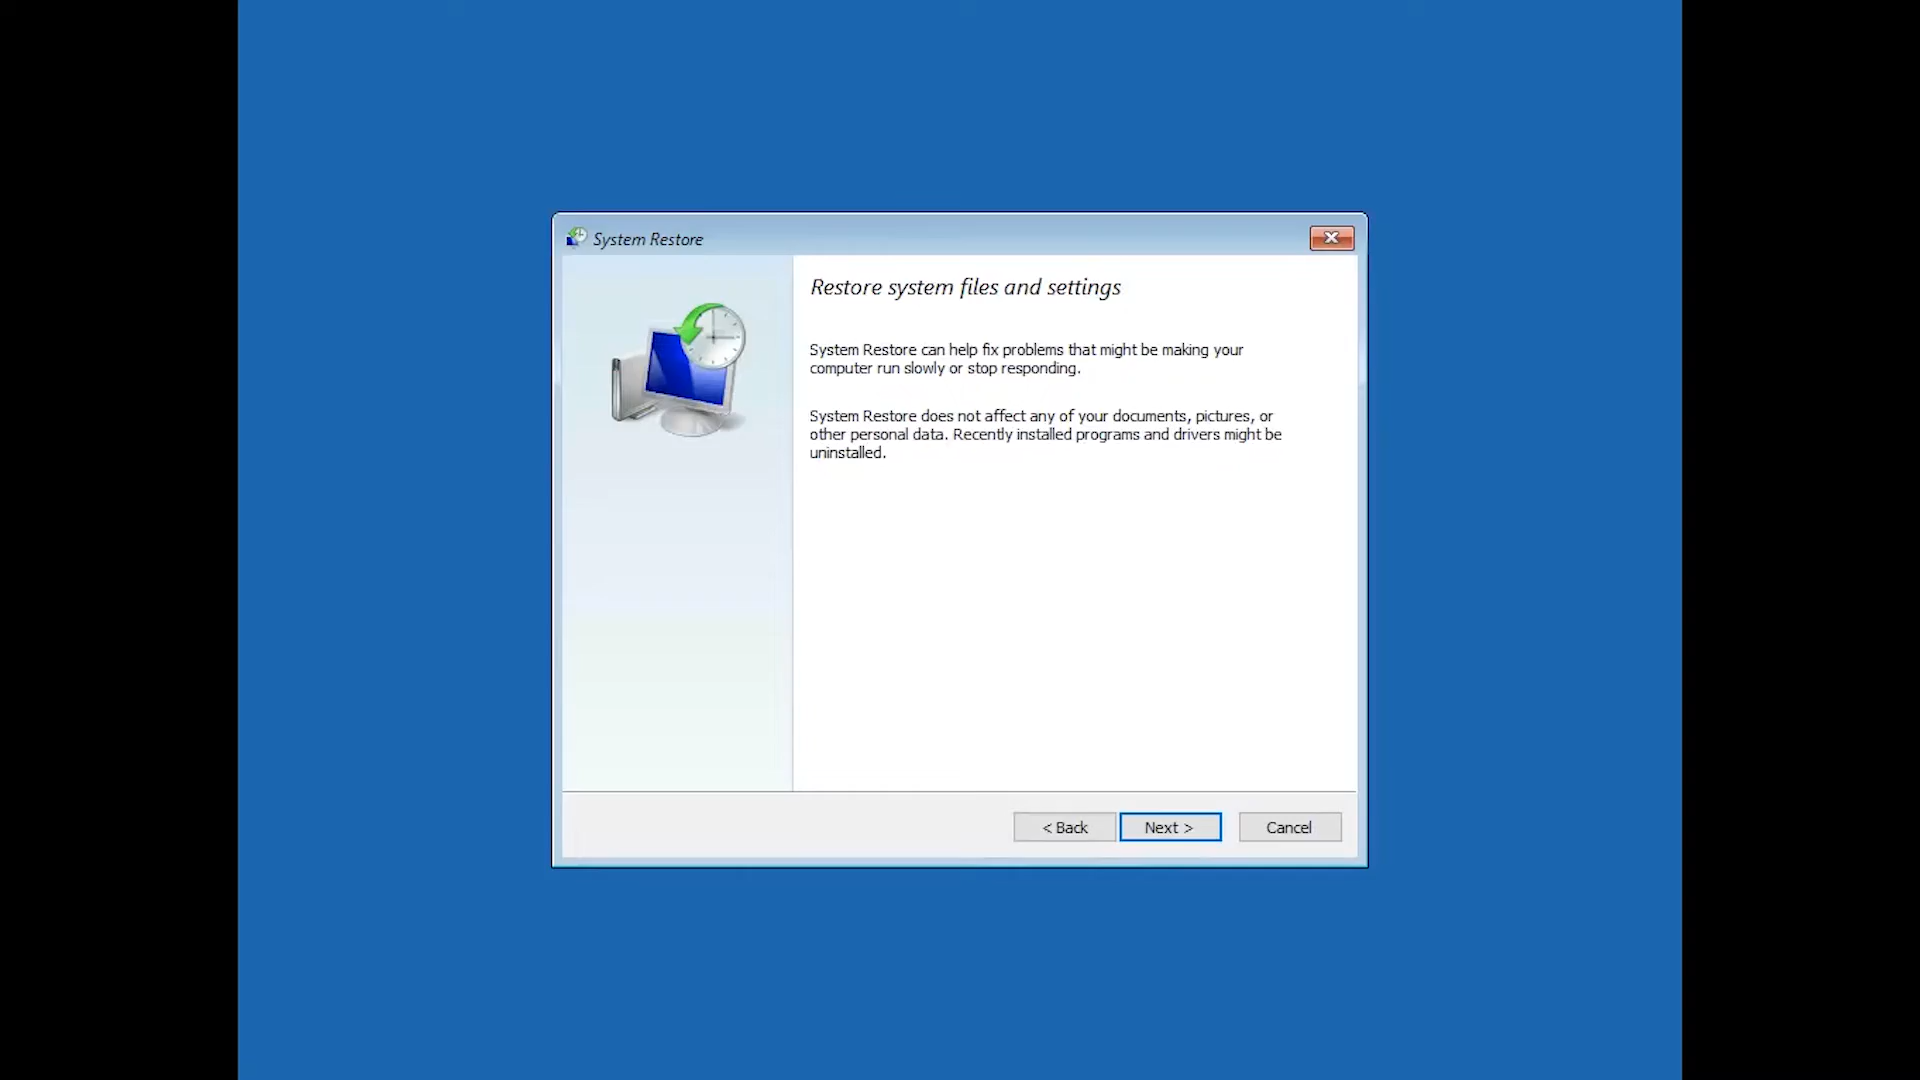 System Restore
Restore system files and settings
System Restore can help fix problems that might be making your
computer run slowly or stop responding.
System Restore does not affect any of your documents, pictures, or
other personal data. Recently installed programs and drivers might be
uninstalled.
< Back Next > Cancel